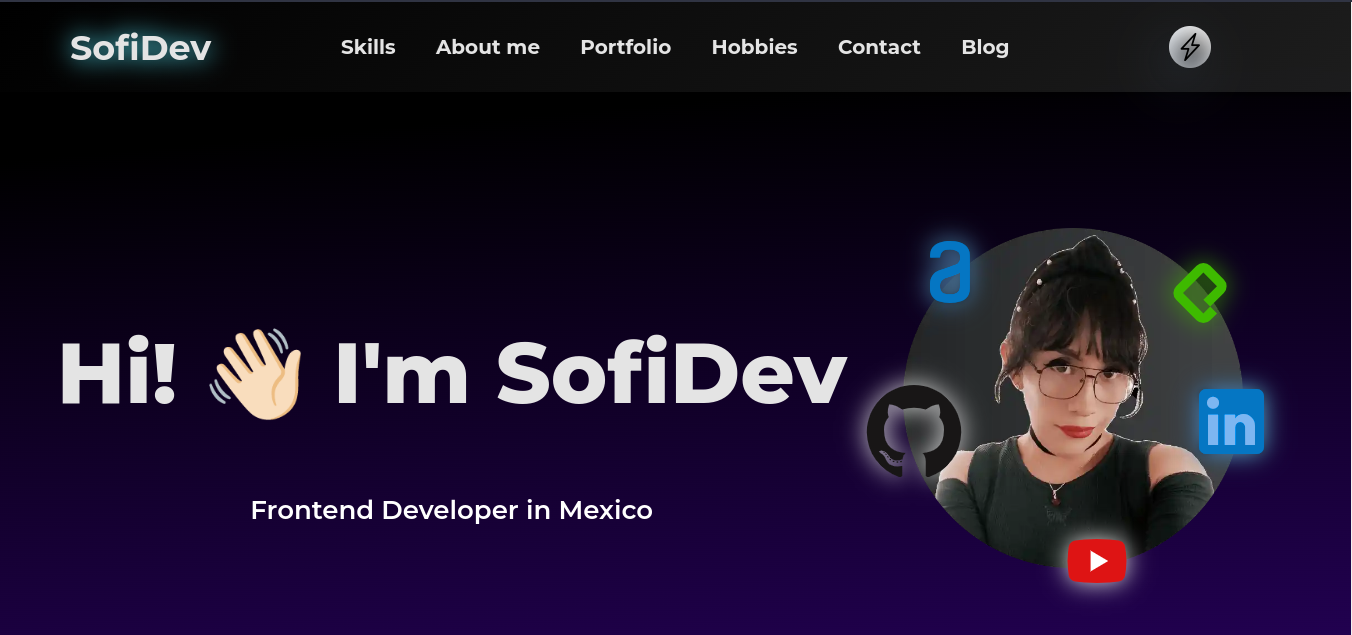 SofiDev
Skills About me Portfolio Hobbies Contact Blog
Hi! 👋🏻 I'm SofiDev
Frontend Developer in Mexico
a
in